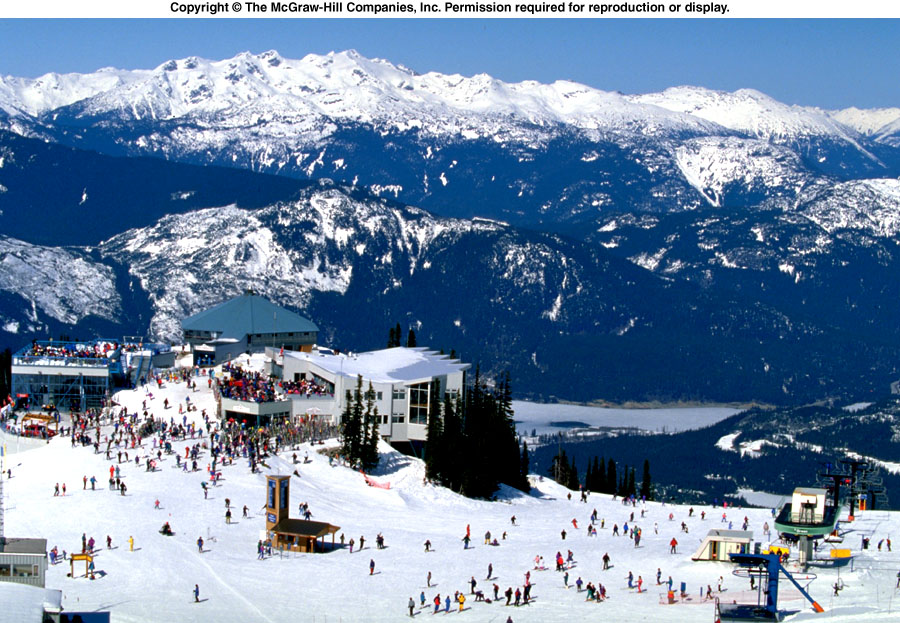 Copyright © The McGraw-Hill Companies, Inc. Permission required for reproduction or display.